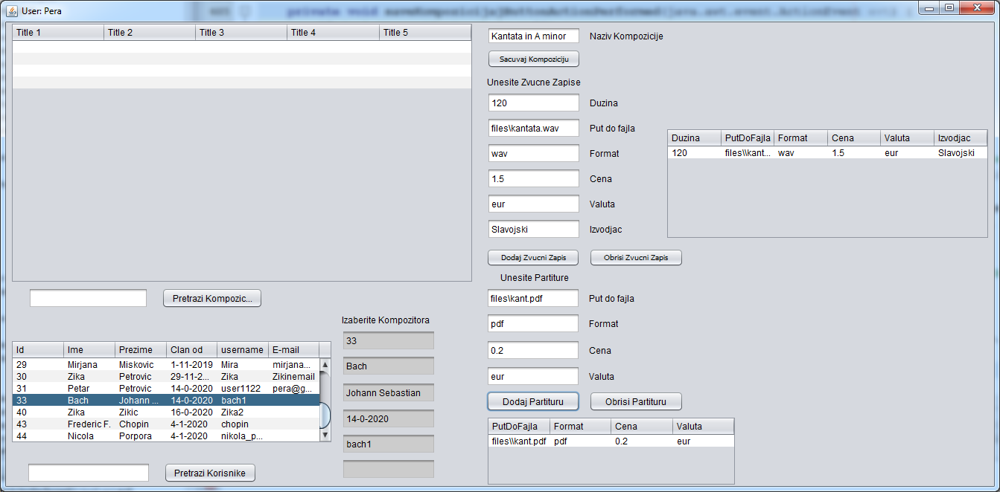 User: Pera
private void saveKompozicijajButtonActionPerformed(java.awt.event.ActionEvent evt) {
Title 1 Title 2 Title 3 Title 4 Title 5
Kantata in A minor Naziv Kompozicije
Sacuvaj Kompoziciju
Unesite Zvucne Zapise
120 Duzina
files\kantata.wav Put do fajla
wav Format
1.5 Cena
eur Valuta
Slavojski Izvodjac
Duzina PutDoFajla Format Cena Valuta Izvodjac
120 files\\kant... wav 1.5 eur Slavojski
Dodaj Zvucni Zapis Obrisi Zvucni Zapis
Unesite Partiture
files\kant.pdf Put do fajla
pdf Format
0.2 Cena
eur Valuta
Dodaj Partituru Obrisi Partituru
PutDoFajla Format Cena Valuta
files\\kant.pdf pdf 0.2 eur
Pretrazi Kompozic...
Izaberite Kompozitora
33
Bach
Johann Sebastian
14-0-2020
bach1
Id Ime Prezime Clan od username E-mail
29 Mirjana Miskovic 1-11-2019 Mira mirjana...
30 Zika Petrovic 29-11-2... Zika Zikinemail
31 Petar Petrovic 14-0-2020 user1122 pera@g...
33 Bach Johann ... 14-0-2020 bach1
40 Zika Zikic 16-0-2020 Zika2
43 Frederic F. Chopin 4-1-2020 chopin
44 Nicola Porpora 4-1-2020 nikola_p...
Pretrazi Korisnike